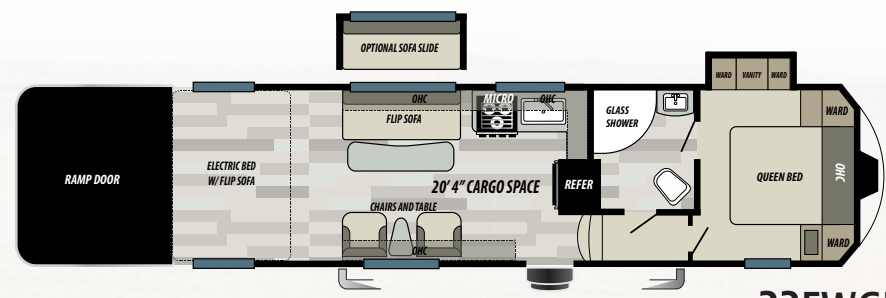 OPTIONAL SOFA SLIDE
WARD VANITY WARD
OHC
MICRO
OHC
FLIP SOFA
GLASS
SHOWER
WARD
RAMP DOOR
ELECTRIC BED
W/ FLIP SOFA
20' 4" CARGO SPACE
REFER
QUEEN BED
OHC
CHAIRS AND TABLE
OHC
WARD